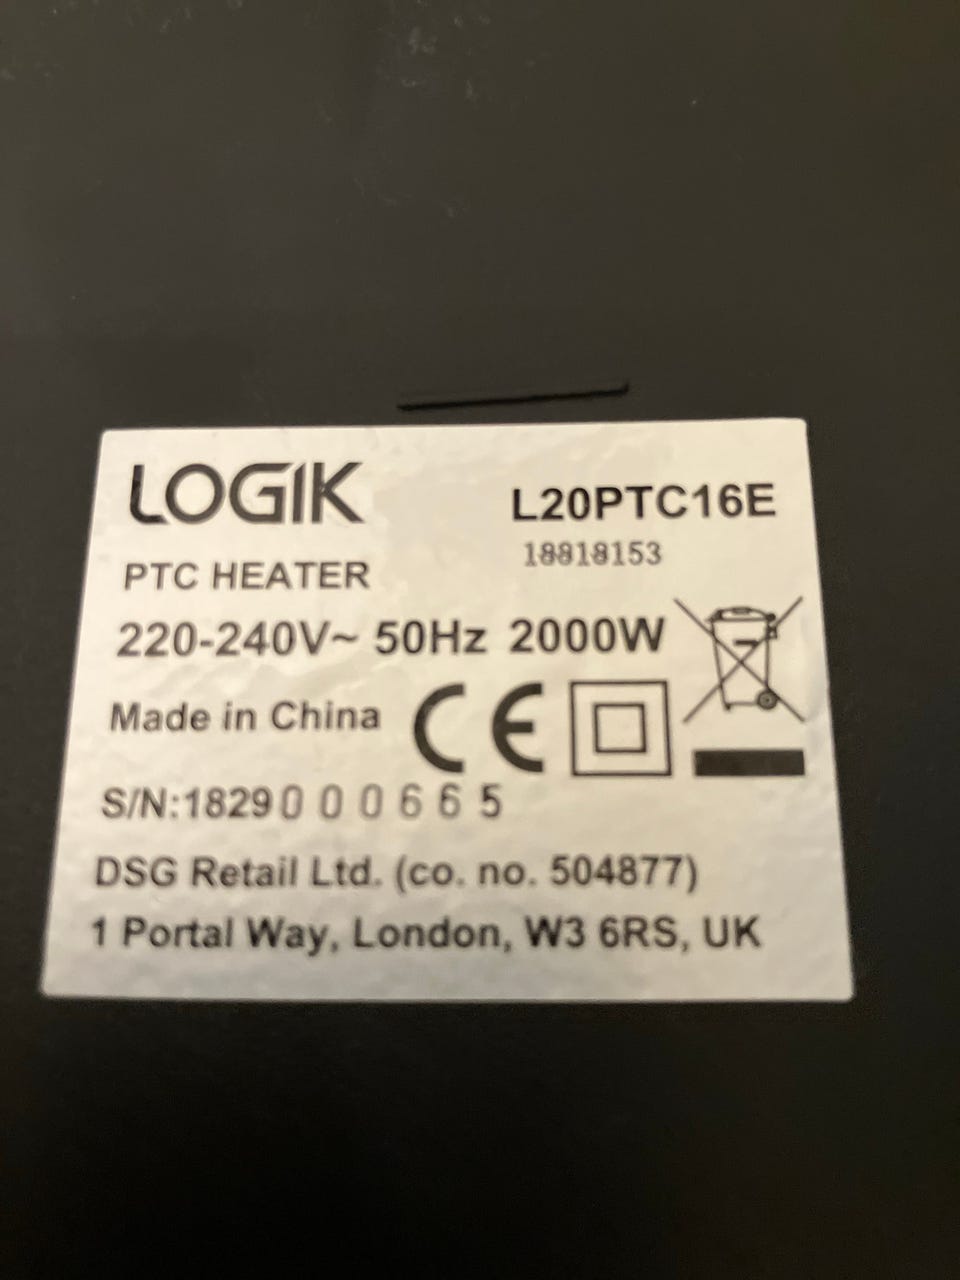 LOGIK L20PTC16E
18818153
PTC HEATER
220-240V~ 50Hz 2000W
Made in China CE
S/N:1829000665
DSG Retail Ltd. (co. no. 504877)
1 Portal Way, London, W3 6RS, UK